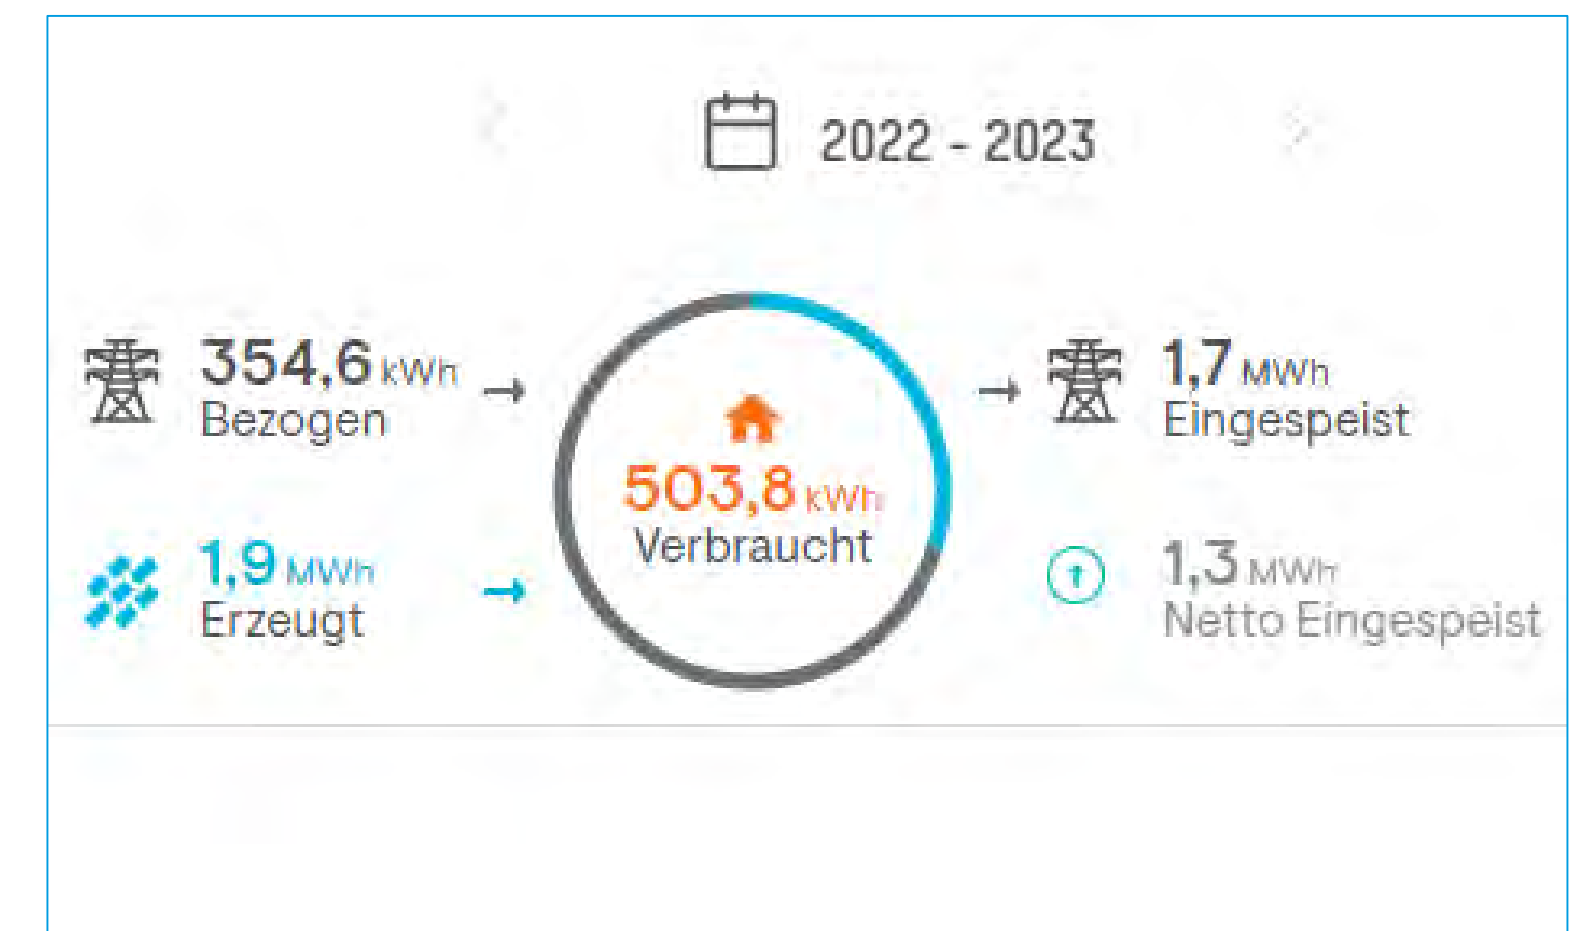 2022 - 2023
354,6 kWh
Bezogen
1,9 MWh
Erzeugt
503,8 kWh
Verbraucht
1,7 MWh
Eingespeist
1,3 MWh
Netto Eingespeist